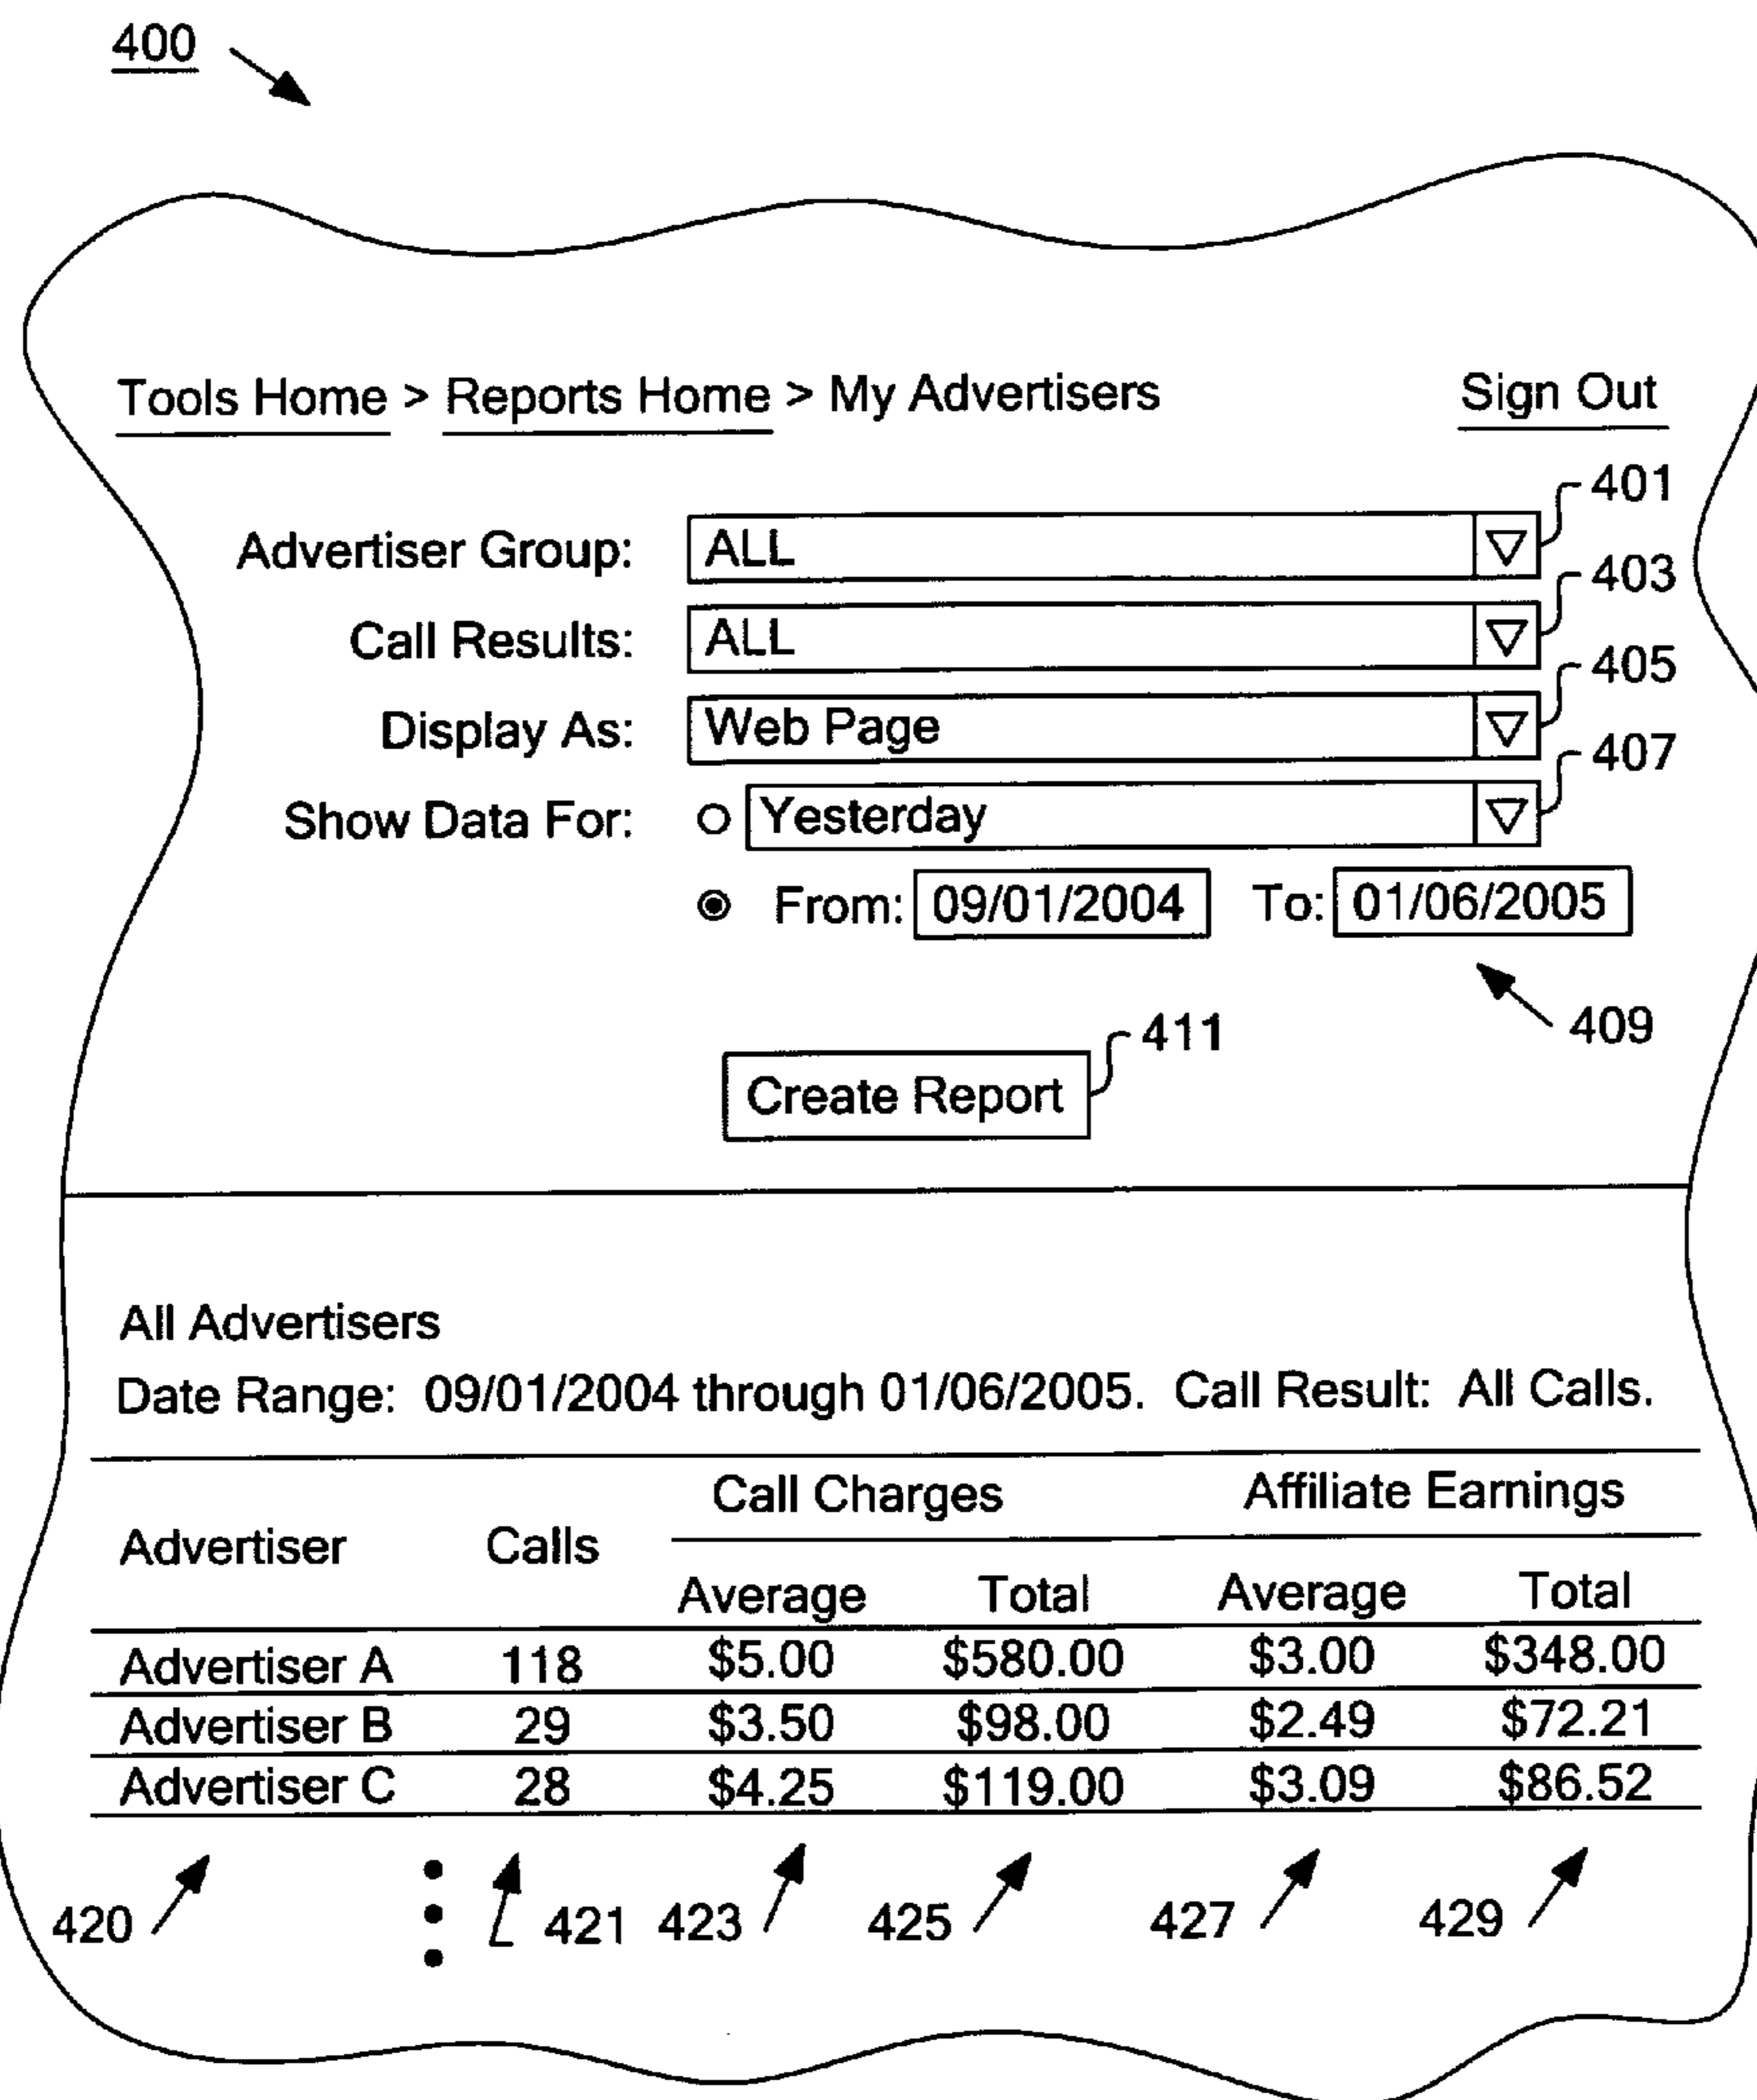 400
Tools Home > Reports Home > My Advertisers Sign Out
401
Advertiser Group: ALL
403
Call Results: ALL
405
Display As: Web Page
407
Show Data For: Yesterday
From: 09/01/2004 To: 01/06/2005
409
411
Create Report
All Advertisers
Date Range: 09/01/2004 through 01/06/2005. Call Result: All Calls.
Call Charges Affiliate Earnings
Advertiser Calls
Average Total Average Total
Advertiser A 118 $5.00 $580.00 $3.00 $348.00
Advertiser B 29 $3.50 $98.00 $2.49 $72.21
Advertiser C 28 $4.25 $119.00 $3.09 $86.52
420 421 423 425 427 429